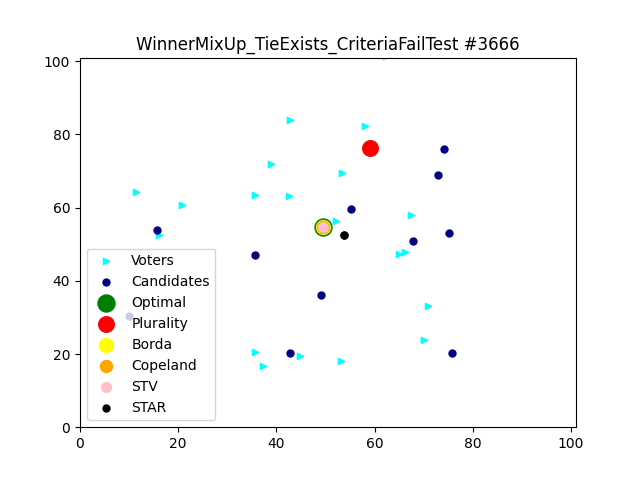 WinnerMixUp_TieExists_CriteriaFailTest #3666
100
80
60
40
20
0
Voters
Candidates
Optimal
Plurality
Borda
Copeland
STV
STAR
0 20 40 60 80 100